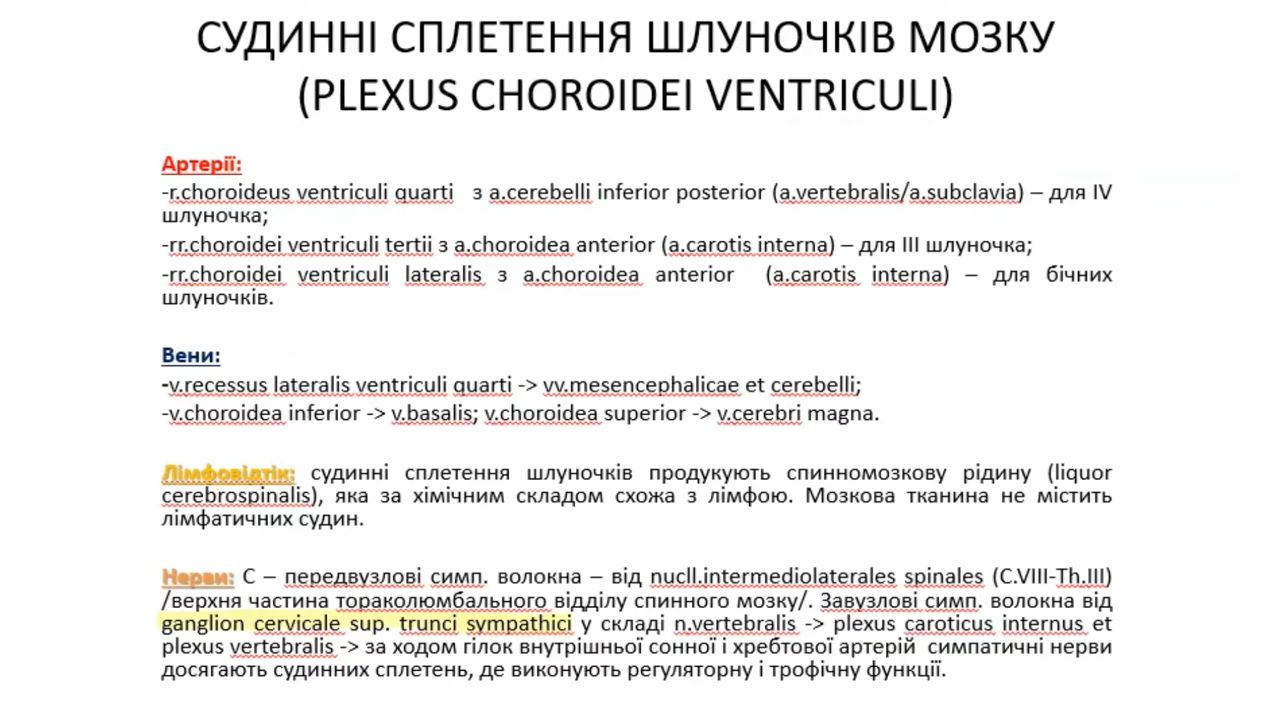 СУДИННІ СПЛЕТЕННЯ ШЛУНОЧКІВ МОЗКУ
(PLEXUS CHOROIDEI VENTRICULI)
Артерії:
-r.choroideus ventriculi quarti з a.cerebelli inferior posterior (a.vertebralis/a.subclavia) – для IV
шлуночка;
-rr.choroidei ventriculi tertii з a.choroidea anterior (a.carotis interna) – для III шлуночка;
-rr.choroidei ventriculi lateralis з a.choroidea anterior (a.carotis interna) – для бічних
шлуночків.
Вени:
-v.recessus lateralis ventriculi quarti -> vv.mesencephalicae et cerebelli;
-v.choroidea inferior -> v.basalis; v.choroidea superior -> v.cerebri magna.
Лімфовідтік: судинні сплетення шлуночків продукують спинномозкову рідину (liquor
cerebrospinalis), яка за хімічним складом схожа з лімфою. Мозкова тканина не містить
лімфатичних судин.
Нерви: С – передвузлові симп. волокна – від nucll.intermediolaterales spinales (C.VIII-Th.III)
/верхня частина тораколюмбального відділу спинного мозку/. Завузлові симп. волокна від
ganglion cervicale sup. trunci sympathici у складі n.vertebralis -> plexus caroticus internus et
plexus vertebralis -> за ходом гілок внутрішньої сонної і хребтової артерій симпатичні нерви
досягають судинних сплетень, де виконують регуляторну і трофічну функції.